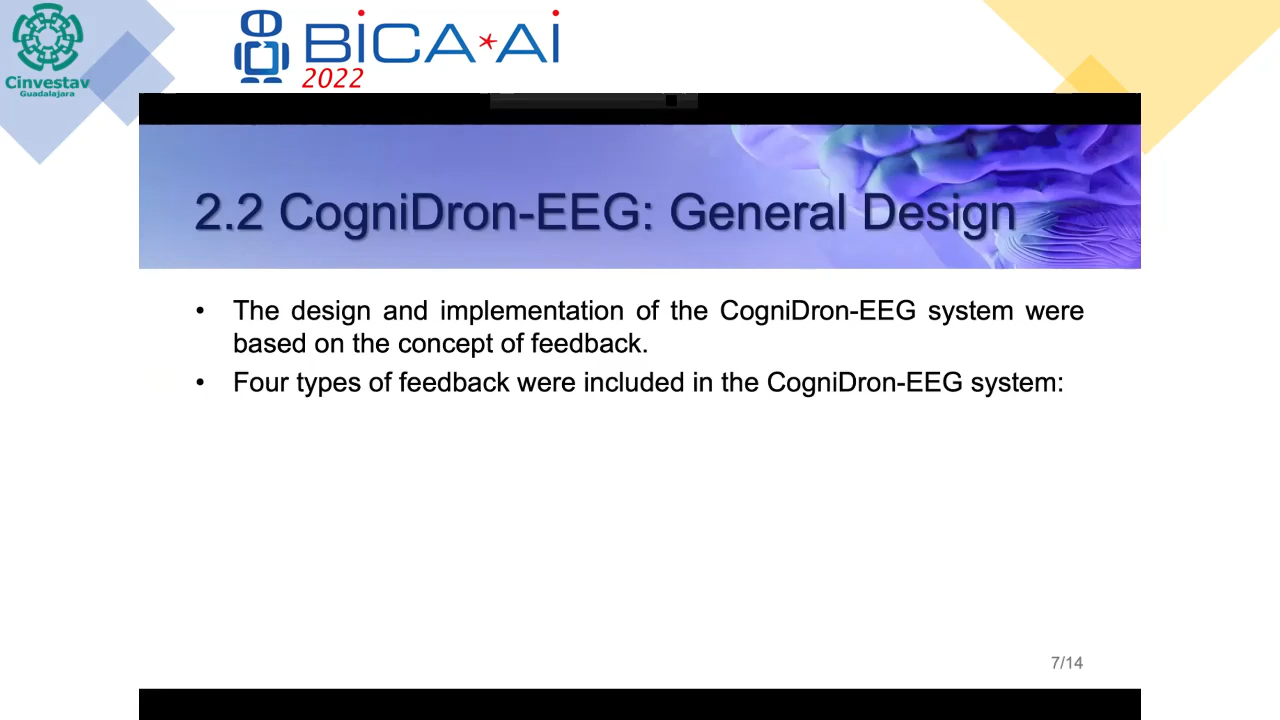 Cinvestav
Guadalajara
BiCA*Ai
2022
2.2 CogniDron-EEG: General Design
• The design and implementation of the CogniDron-EEG system were
based on the concept of feedback.
• Four types of feedback were included in the CogniDron-EEG system:
7/14